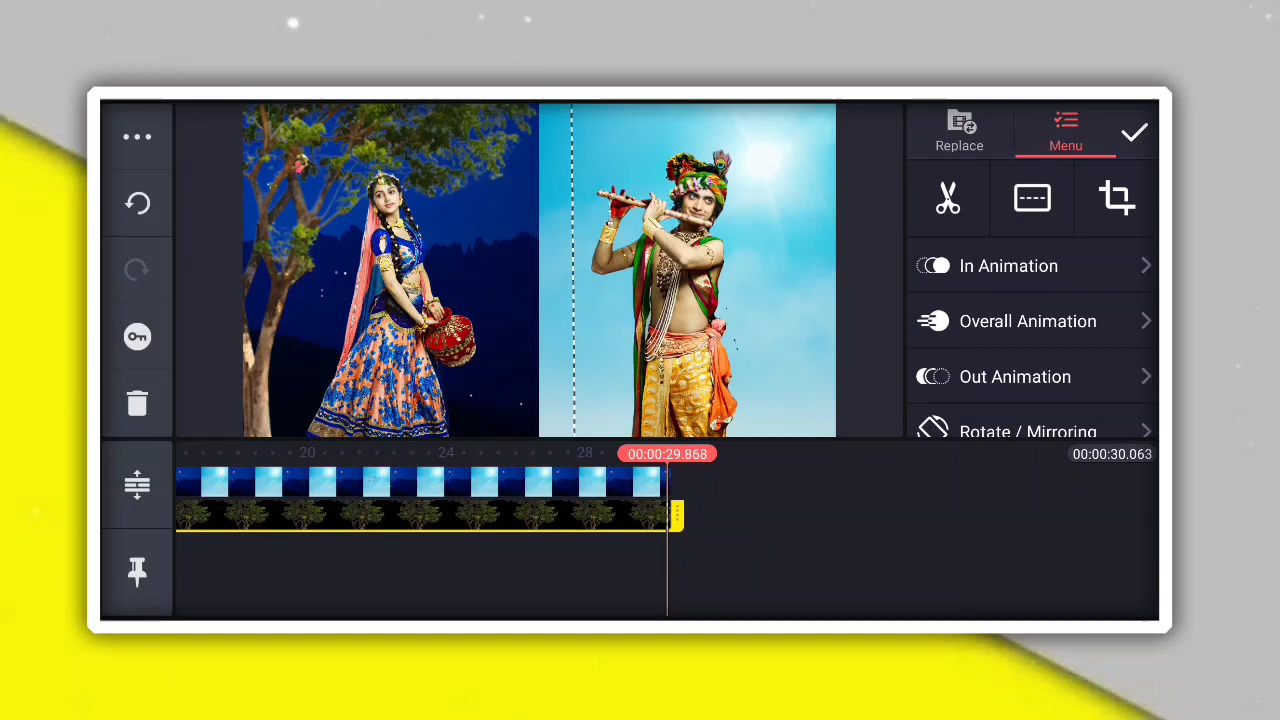 Replace
Menu
In Animation
Overall Animation
Out Animation
Rotate / Mirroring
20
24
28
00:00:29.868
00:00:30.063